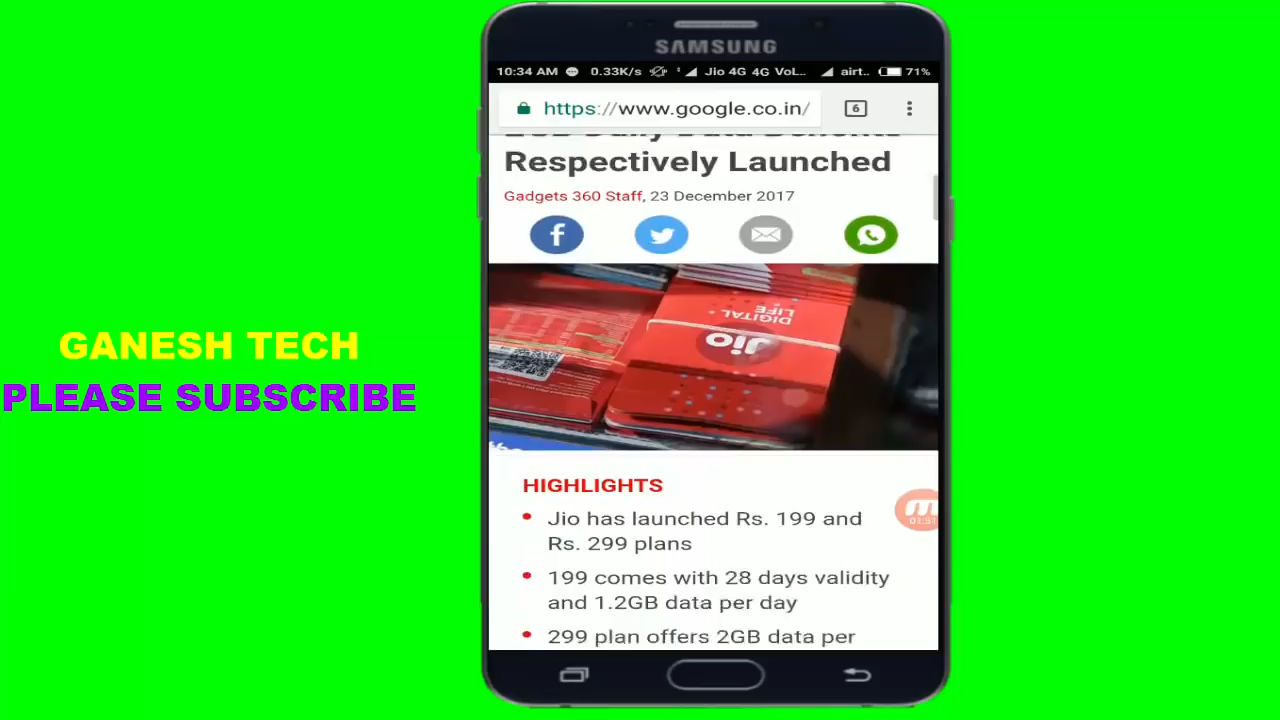 SAMSUNG
10:34 AM 0.33K/s Jio 4G 4G VoL.. airt.. 71%
https://www.google.co.in/ 6
Respectively Launched
Gadgets 360 Staff, 23 December 2017
DIGITAL
LIFE
Jio
HIGHLIGHTS
Jio has launched Rs. 199 and
Rs. 299 plans
199 comes with 28 days validity
and 1.2GB data per day
299 plan offers 2GB data per
01:51
GANESH TECH
PLEASE SUBSCRIBE